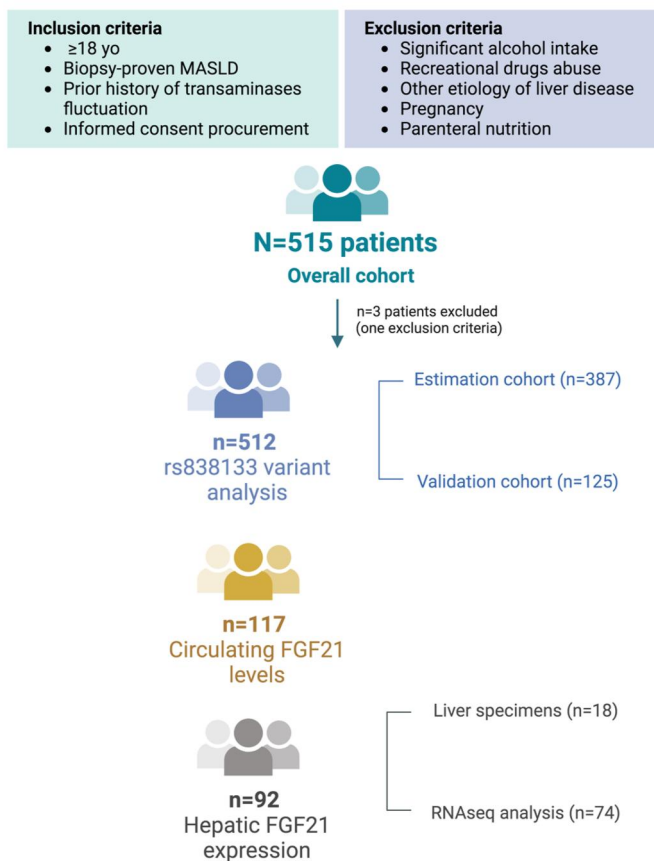 Inclusion criteria
• ≥18 yo
• Biopsy-proven MASLD
• Prior history of transaminases
fluctuation
• Informed consent procurement
Exclusion criteria
• Significant alcohol intake
• Recreational drugs abuse
• Other etiology of liver disease
• Pregnancy
• Parenteral nutrition
N=515 patients
Overall cohort
n=3 patients excluded
(one exclusion criteria)
n=512
rs838133 variant
analysis
Estimation cohort (n=387)
Validation cohort (n=125)
n=117
Circulating FGF21
levels
n=92
Hepatic FGF21
expression
Liver specimens (n=18)
RNAseq analysis (n=74)